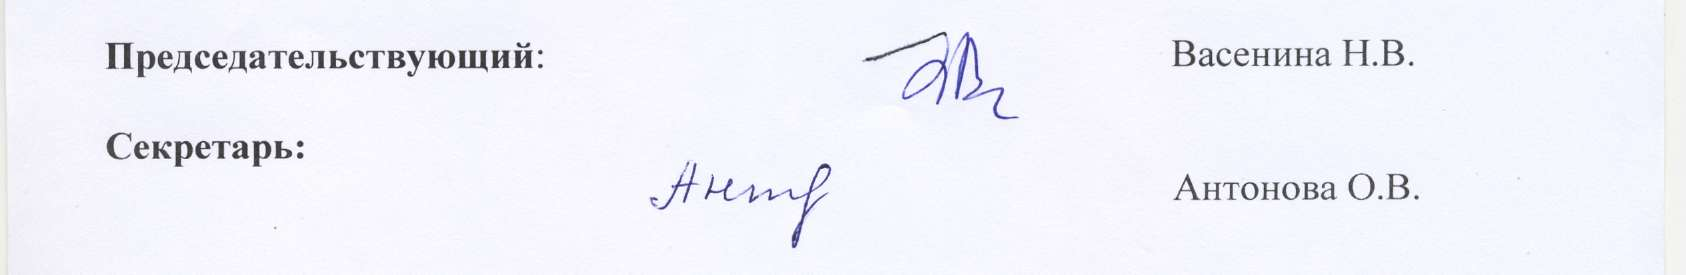 Председательствующий: Васенина Н.В.
Секретарь:
Антонова О.В.